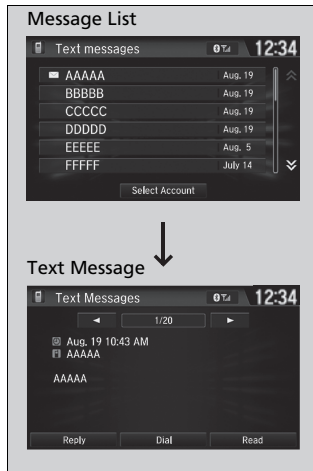 Message List
Text messages 12:34
AAAAA Aug. 19
BBBBB Aug. 19
CCCCC Aug. 19
DDDDD Aug. 19
EEEEE Aug. 5
FFFFF July 14
Select Account
Text Message
Text Messages 12:34
1/20
Aug. 19 10:43 AM
AAAAA
AAAAA
Reply Dial Read